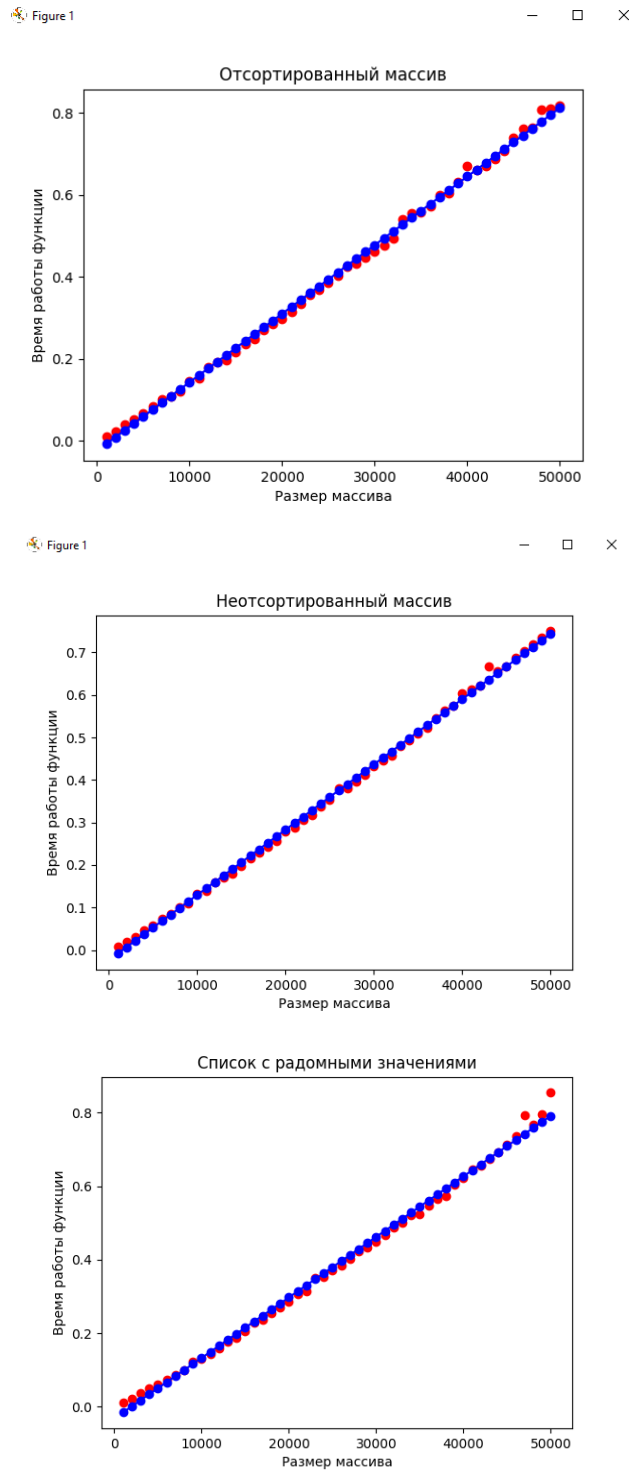 Figure 1
Отсортированный массив
0.8
0.6
0.4
0.2
0.0
Время работы функции
0 10000 20000 30000 40000 50000
Размер массива
Figure 1
Неотсортированный массив
0.7
0.6
0.5
0.4
0.3
0.2
0.1
0.0
Время работы функции
0 10000 20000 30000 40000 50000
Размер массива
Список с радомными значениями
0.8
0.6
0.4
0.2
0.0
Время работы функции
0 10000 20000 30000 40000 50000
Размер массива